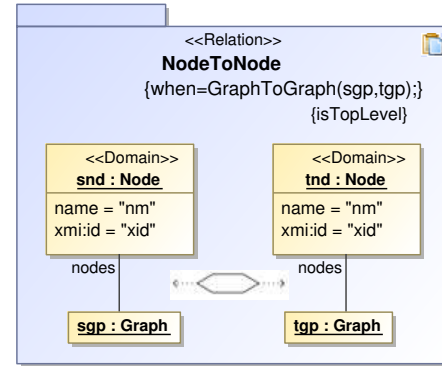 <<Relation>>
NodeToNode
{when=GraphToGraph(sgp,tgp);}
{isTopLevel}
<<Domain>>
snd : Node
name = "nm"
xmi:id = "xid"
<<Domain>>
tnd : Node
name = "nm"
xmi:id = "xid"
nodes
nodes
sgp : Graph
tgp : Graph